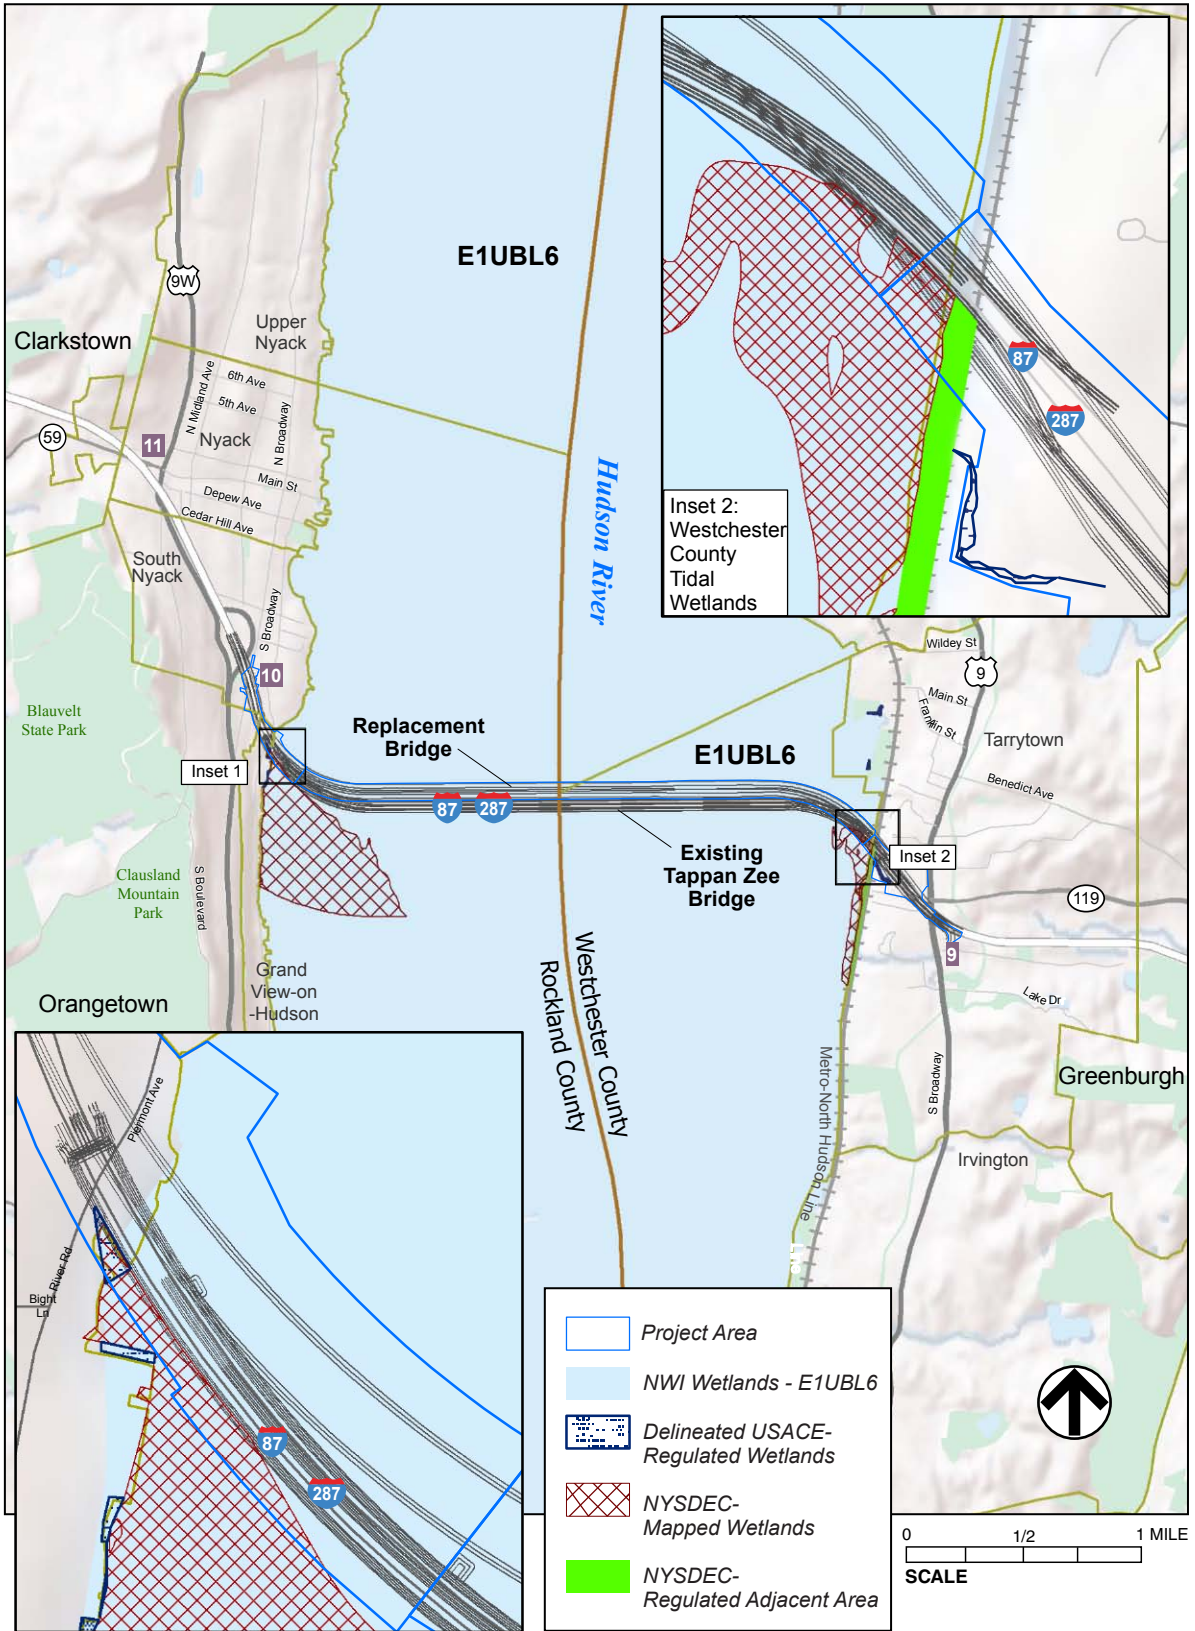 E1UBL6
9W
Upper
Nyack
Clarkstown
6th Ave
5th Ave
N Midland Ave
N Broadway
Nyack
59
11
Main St
Depew Ave
Cedar Hill Ave
South
Nyack
S Broadway
10
Hudson River
Blauvelt
State Park
Inset 1
Replacement
Bridge
87
287
E1UBL6
Existing
Tappan Zee
Bridge
Clausland
Mountain
Park
S Boulevard
Grand
View-on
-Hudson
Orangetown
Westchester County
Rockland County
87
287
Inset 2:
Westchester
County
Tidal
Wetlands
Wildey St
9
Main St
Franklin St
Tarrytown
Benedict Ave
Inset 2
119
9
Lake Dr
S Broadway
Greenburgh
Metro-North Hudson Line
Irvington
Line
Piermont Ave
River Rd
Bight
Ln
87
287
Project Area
NWI Wetlands - E1UBL6
Delineated USACE-
Regulated Wetlands
NYSDEC-
Mapped Wetlands
NYSDEC-
Regulated Adjacent Area
0 1/2 1 MILE
SCALE